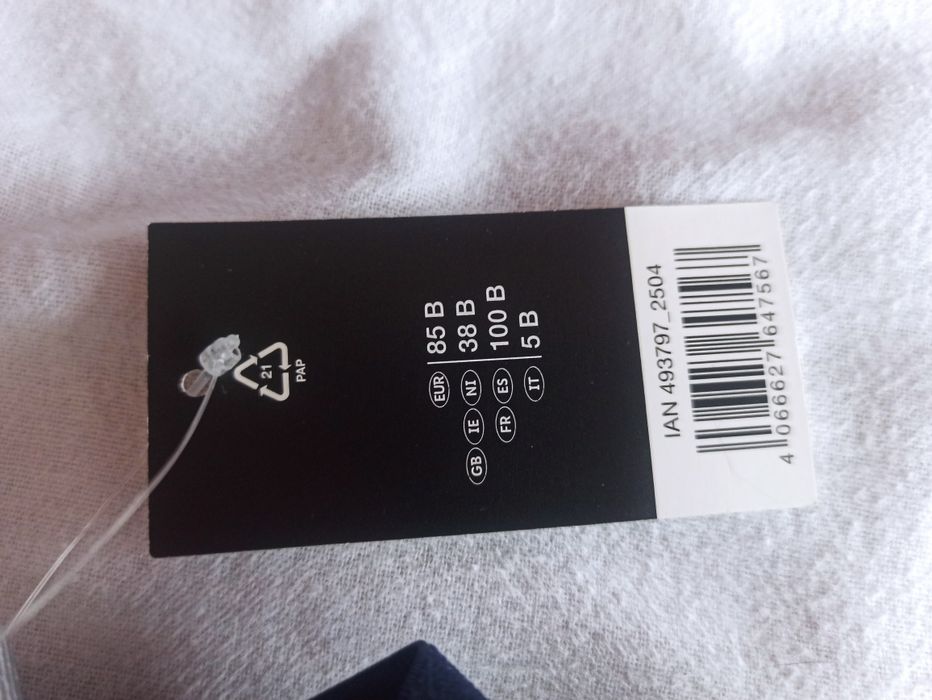 21
PAP
EUR 85 B
GB IE NI 38 B
FR ES 100 B
IT 5 B
IAN 493797_2504
4 066627 647567